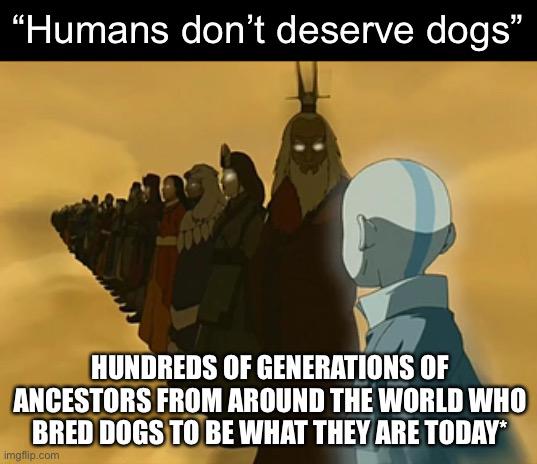 “Humans don’t deserve dogs”
HUNDREDS OF GENERATIONS OF
ANCESTORS FROM AROUND THE WORLD WHO
BRED DOGS TO BE WHAT THEY ARE TODAY*
imgflip.com